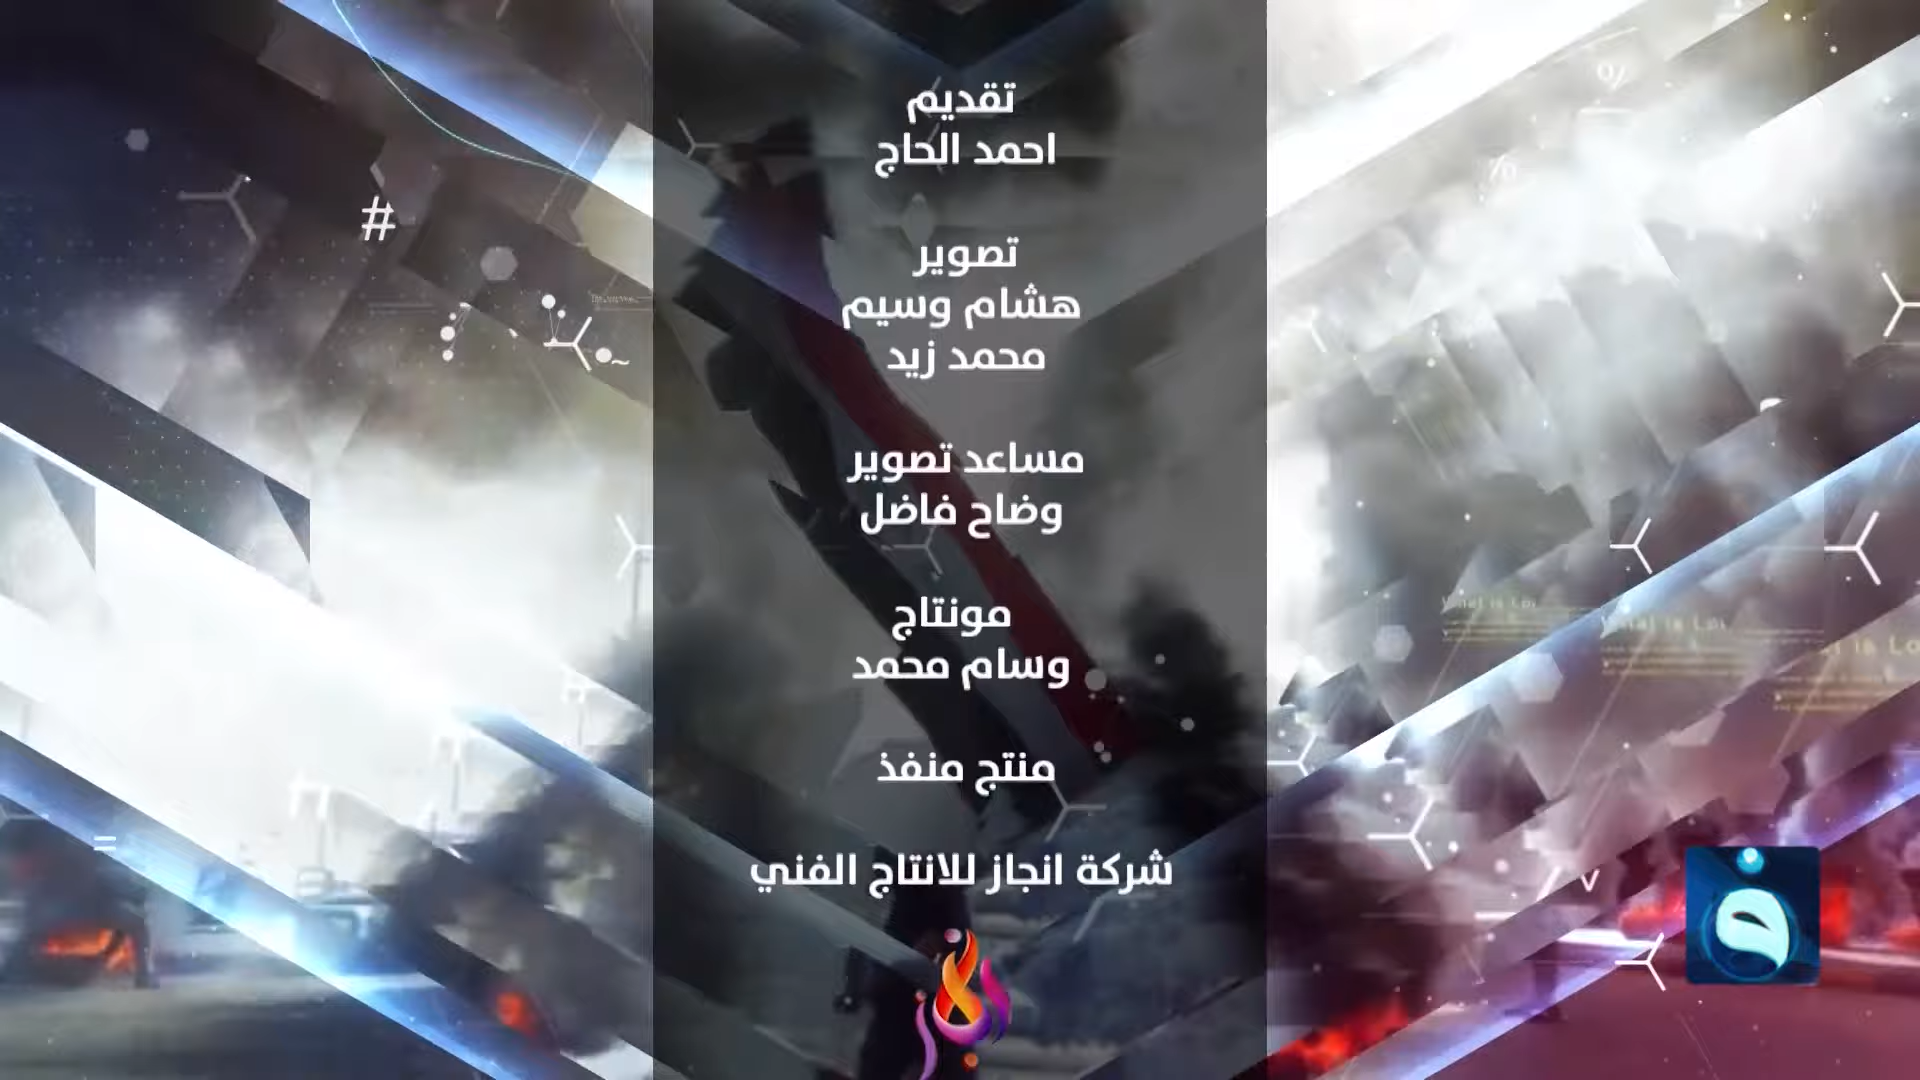 تقديم
احمد الحاج
تصوير
هشام وسيم
محمد زيد
مساعد تصوير
وضاح فاضل
مونتاج
وسام محمد
منتج منفذ
شركة انجاز للانتاج الفني
#
=